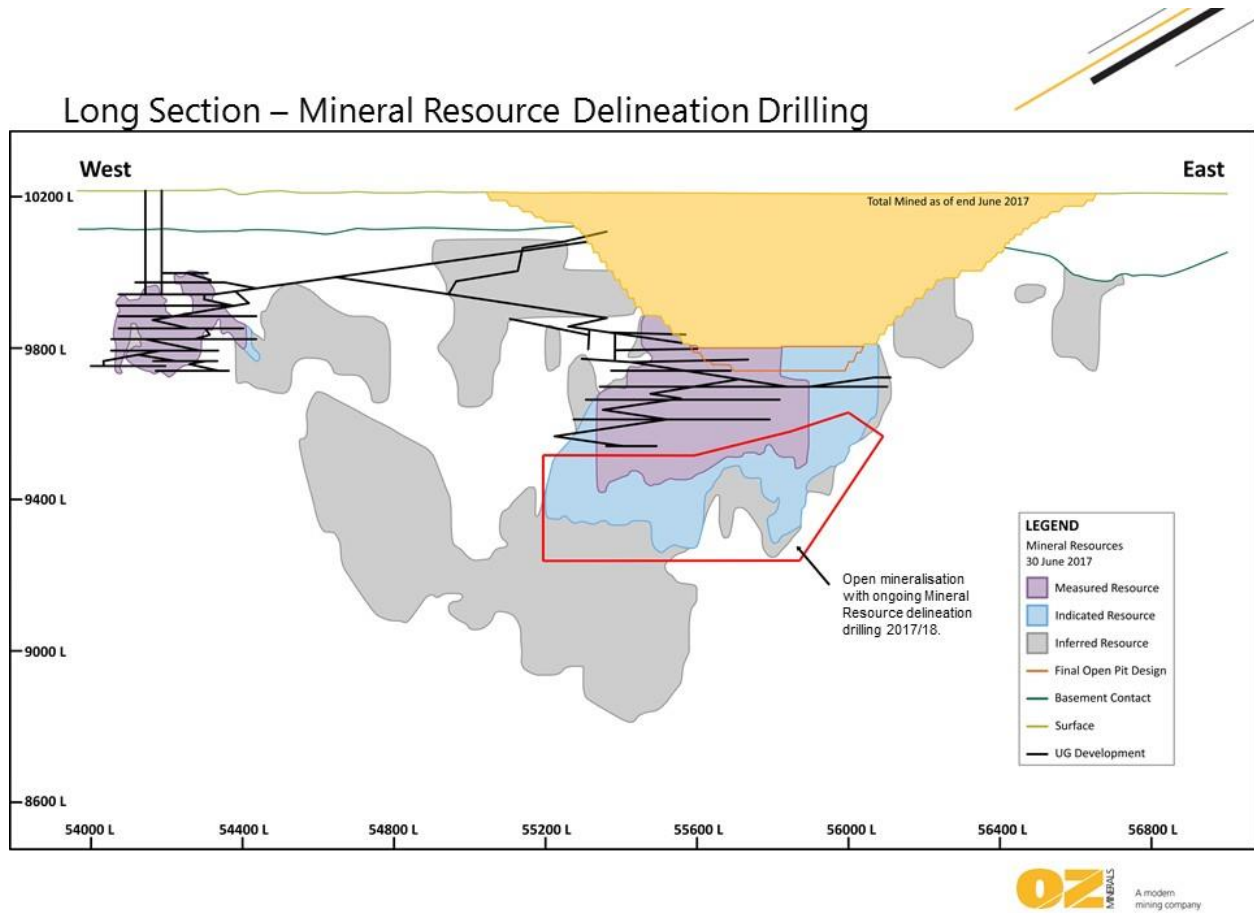 Long Section – Mineral Resource Delineation Drilling
West
East
10200 L
Total Mined as of end June 2017
9800 L
9400 L
9000 L
8600 L
Open mineralisation
with ongoing Mineral
Resource delineation
drilling 2017/18.
LEGEND
Mineral Resources
30 June 2017
Measured Resource
Indicated Resource
Inferred Resource
Final Open Pit Design
Basement Contact
Surface
UG Development
54000 L
54400 L
54800 L
55200 L
55600 L
56000 L
56400 L
56800 L
OZ
MINERALS
A modern
mining company